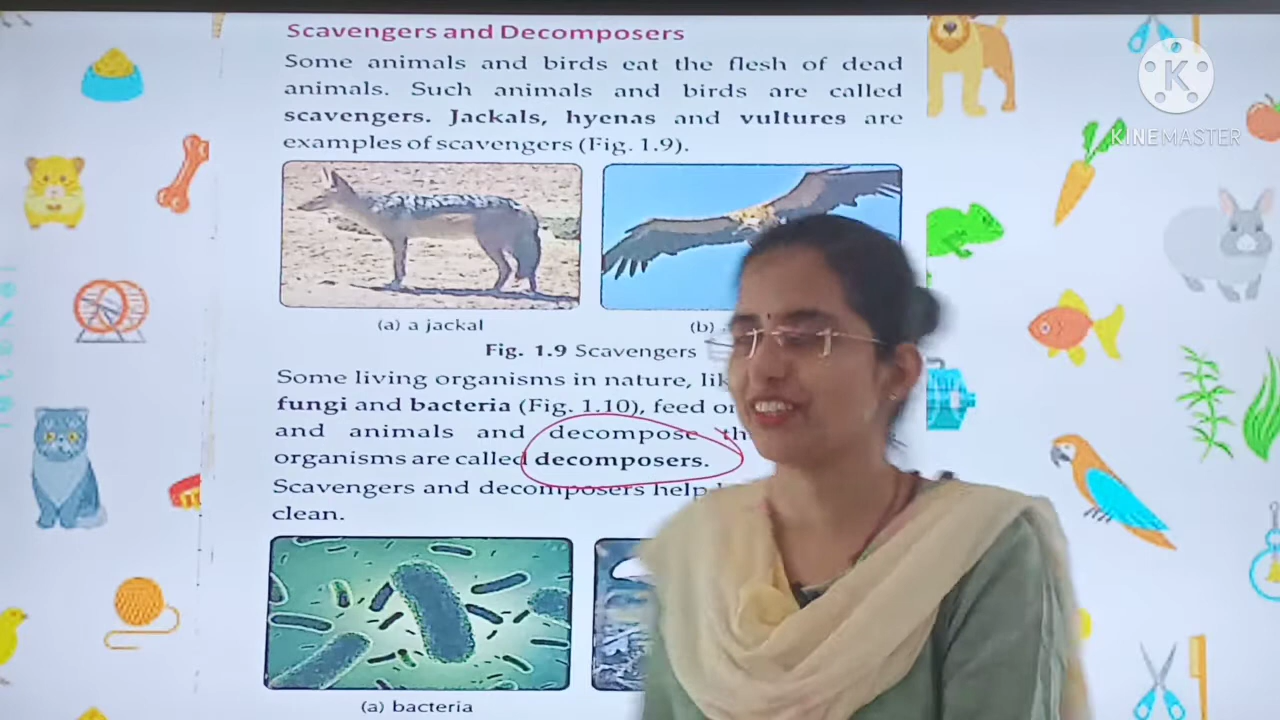 Scavengers and Decomposers
Some animals and birds eat the flesh of dead
animals. Such animals and birds are called
scavengers. Jackals, hyenas and vultures are
examples of scavengers (Fig. 1.9).
(a) a jackal
(b)
Fig. 1.9 Scavengers
Some living organisms in nature,
fungi and bacteria (Fig. 1.10), feed
and animals and decompose
organisms are called decomposers.
Scavengers and decomposers help
clean.
(a) bacteria
KINEMASTER